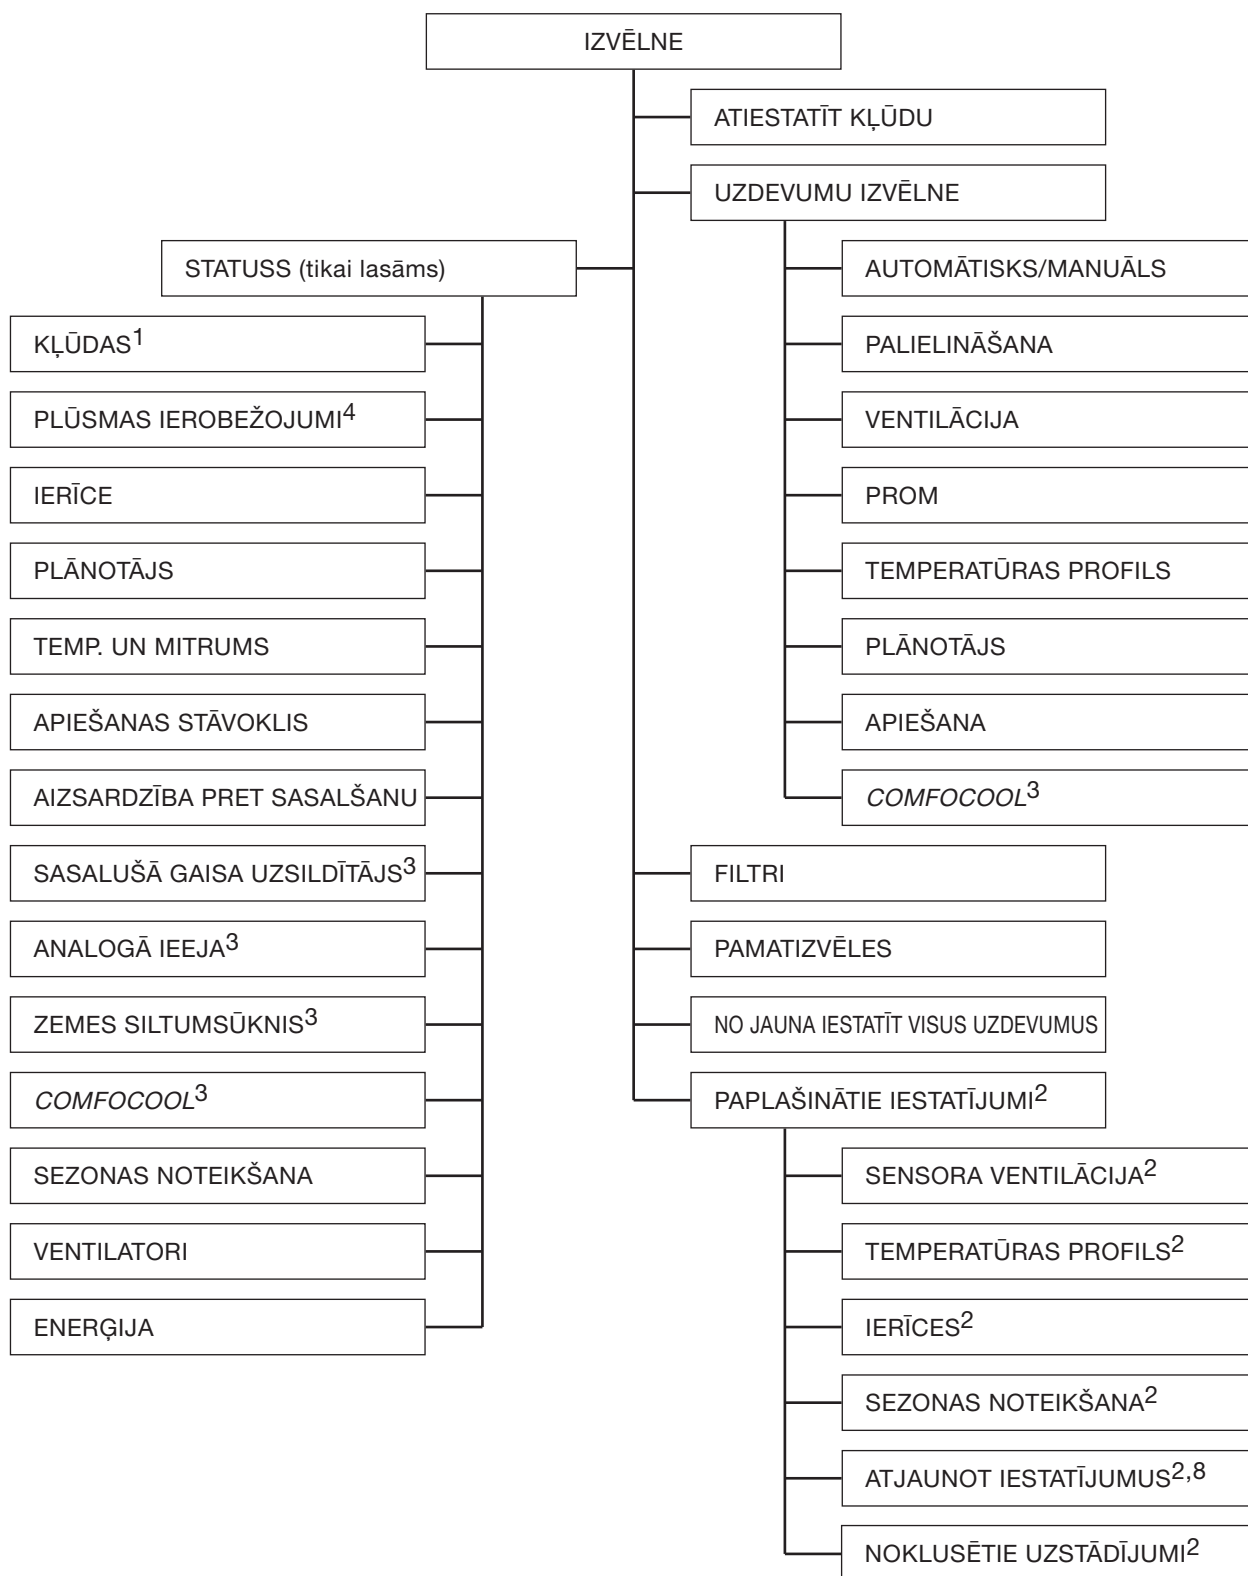 IZVĒLNE
ATIESTATĪT KĻŪDU
UZDEVUMU IZVĒLNE
AUTOMĀTISKS/MANUĀLS
PALIELINĀŠANA
VENTILĀCIJA
PROM
TEMPERATŪRAS PROFILS
PLĀNOTĀJS
APIEŠANA
COMFOCOOL3
STATUSS (tikai lasāms)
KĻŪDAS1
PLŪSMAS IEROBEŽOJUMI4
IERĪCE
PLĀNOTĀJS
TEMP. UN MITRUMS
APIEŠANAS STĀVOKLIS
AIZSARDZĪBA PRET SASALŠANU
SASALUŠĀ GAISA UZSILDĪTĀJS3
ANALOGĀ IEEJA3
ZEMES SILTUMSŪKNIS3
COMFOCOOL3
SEZONAS NOTEIKŠANA
VENTILATORI
ENERĢIJA
FILTRI
PAMATIZVĒLES
NO JAUNA IESTATĪT VISUS UZDEVUMUS
PAPLAŠINĀTIE IESTATĪJUMI2
SENSORA VENTILĀCIJA2
TEMPERATŪRAS PROFILS2
IERĪCES2
SEZONAS NOTEIKŠANA2
ATJAUNOT IESTATĪJUMUS2,8
NOKLUSĒTIE UZSTĀDĪJUMI2